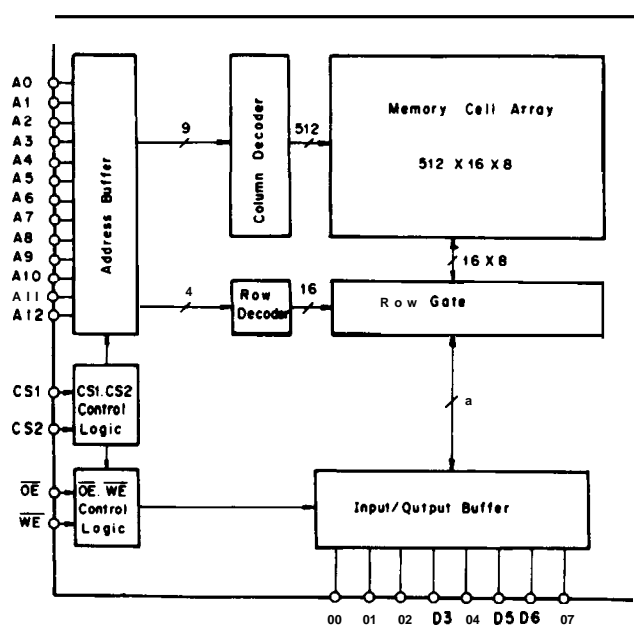 A0
A1
A2
A3
A4
A5
A6
A7
A8
A9
A10
A11
A12
Address Buffer
9
Column Decoder
512
Memory Cell Array
512 X 16 X 8
16 X 8
4
Row
Decoder
16
Row Gate
CS1
CS2
CS1. CS2
Control
Logic
a
OE
WE
OE. WE
Control
Logic
Input/Qutput Buffer
00 01 02 D3 04 D5 D6 07